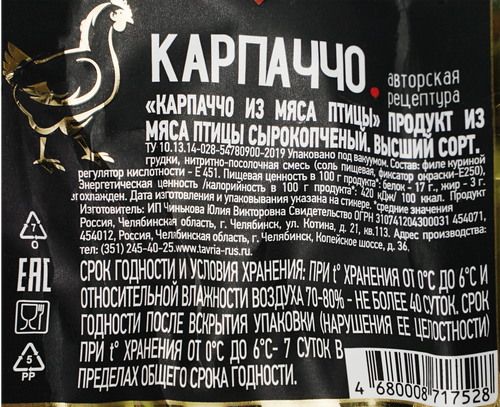 КАРПАЧЧО
авторская
рецептура
«КАРПАЧЧО ИЗ МЯСА ПТИЦЫ» ПРОДУКТ ИЗ
МЯСА ПТИЦЫ СЫРОКОПЧЕНЫЙ. ВЫСШИЙ СОРТ.
ТУ 10.13.14-028-54780900-2019 Упаковано под вакуумом. Состав: филе куриной
грудки, нитритно-посолочная смесь (соль пищевая, фиксатор окраски-Е250),
регулятор кислотности - Е 451. Пищевая ценность в 100 г продукта*: белок - 17 г., жир - 3 г.
Энергетическая ценность /калорийность в 100 г продукта*: 420 кДж/ 100 ккал. Продукт
охлажден. Дата изготовления и упаковывания указана на стикере. *средние значения
Изготовитель: ИП Чинькова Юлия Викторовна Свидетельство ОГРН 310741204300031 454071,
Россия, Челябинская область, г. Челябинск, ул. Котина, д. 21, кв.113. Адрес производства:
454012, Россия, Челябинская область, г. Челябинск, Копейское шоссе, д. 36,
тел: (351) 245-40-25.www.lavria-rus.ru.
СРОК ГОДНОСТИ И УСЛОВИЯ ХРАНЕНИЯ: ПРИ t° ХРАНЕНИЯ ОТ 0°С ДО 6°С И
ОТНОСИТЕЛЬНОЙ ВЛАЖНОСТИ ВОЗДУХА 70-80% - НЕ БОЛЕЕ 40 СУТОК. СРОК
ГОДНОСТИ ПОСЛЕ ВСКРЫТИЯ УПАКОВКИ (НАРУШЕНИЯ ЕЕ ЦЕЛОСТНОСТИ)
ПРИ t° ХРАНЕНИЯ ОТ 0°С ДО 6°С- 7 СУТОК В
ПРЕДЕЛАХ ОБЩЕГО СРОКА ГОДНОСТИ.
7
O
ЕАС
5
PP
4 680008 717528